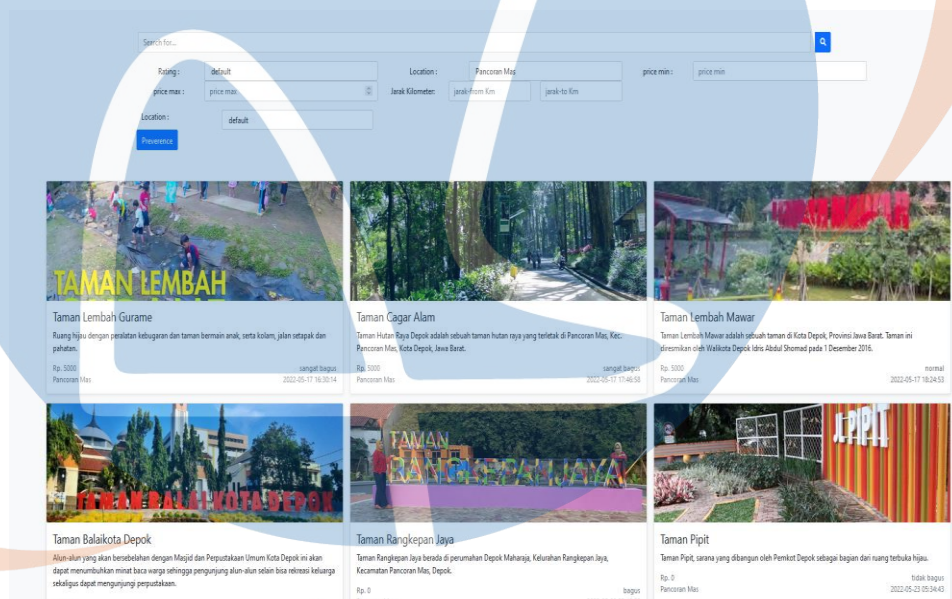 Search for...
Rating : default Location : Pancoran Mas price min : price min
price max : price max Jarak Kilometer: jarak-from Km jarak-to Km
Location : default
Preverence
TAMAN LEMBAH
Taman Lembah Gurame
Ruang hijau dengan peralatan kebugaran dan taman bermain anak, serta kolam, jalan setapak dan
pahatan.
Rp. 5000 sangat bagus
Pancoran Mas 2022-05-17 16:30:14
Taman Cagar Alam
Taman Hutan Raya Depok adalah sebuah taman hutan raya yang terletak di Pancoran Mas, Kec.
Pancoran Mas, Kota Depok, Jawa Barat.
Rp. 5000 sangat bagus
Pancoran Mas 2022-05-17 17:46:58
Taman Lembah Mawar
Taman Lembah Mawar adalah sebuah taman di Kota Depok, Provinsi Jawa Barat. Taman ini
diresmikan oleh Walikota Depok Idris Abdul Shomad pada 1 Desember 2016.
Rp. 5000 normal
Pancoran Mas 2022-05-17 18:24:53
TAMAN BALAI KOTA DEPOK
Taman Balaikota Depok
Alun-alun yang akan bersebelahan dengan Masjid dan Perpustakaan Umum Kota Depok ini akan
dapat menumbuhkan minat baca warga sehingga pengunjung alun-alun selain bisa rekreasi keluarga
sekaligus dapat mengunjungi perpustakaan.
TAMAN
RANGKEPAN JAYA
Taman Rangkepan Jaya
Taman Rangkepan Jaya berada di perumahan Depok Maharaja, Kelurahan Rangkepan Jaya,
Kecamatan Pancoran Mas, Depok.
Rp. 0 bagus
JL. PIPIT
Taman Pipit
Taman Pipit, sarana yang dibangun oleh Pemkot Depok sebagai bagian dari ruang terbuka hijau.
Rp. 0 tidak bagus
Pancoran Mas 2022-05-23 05:34:43